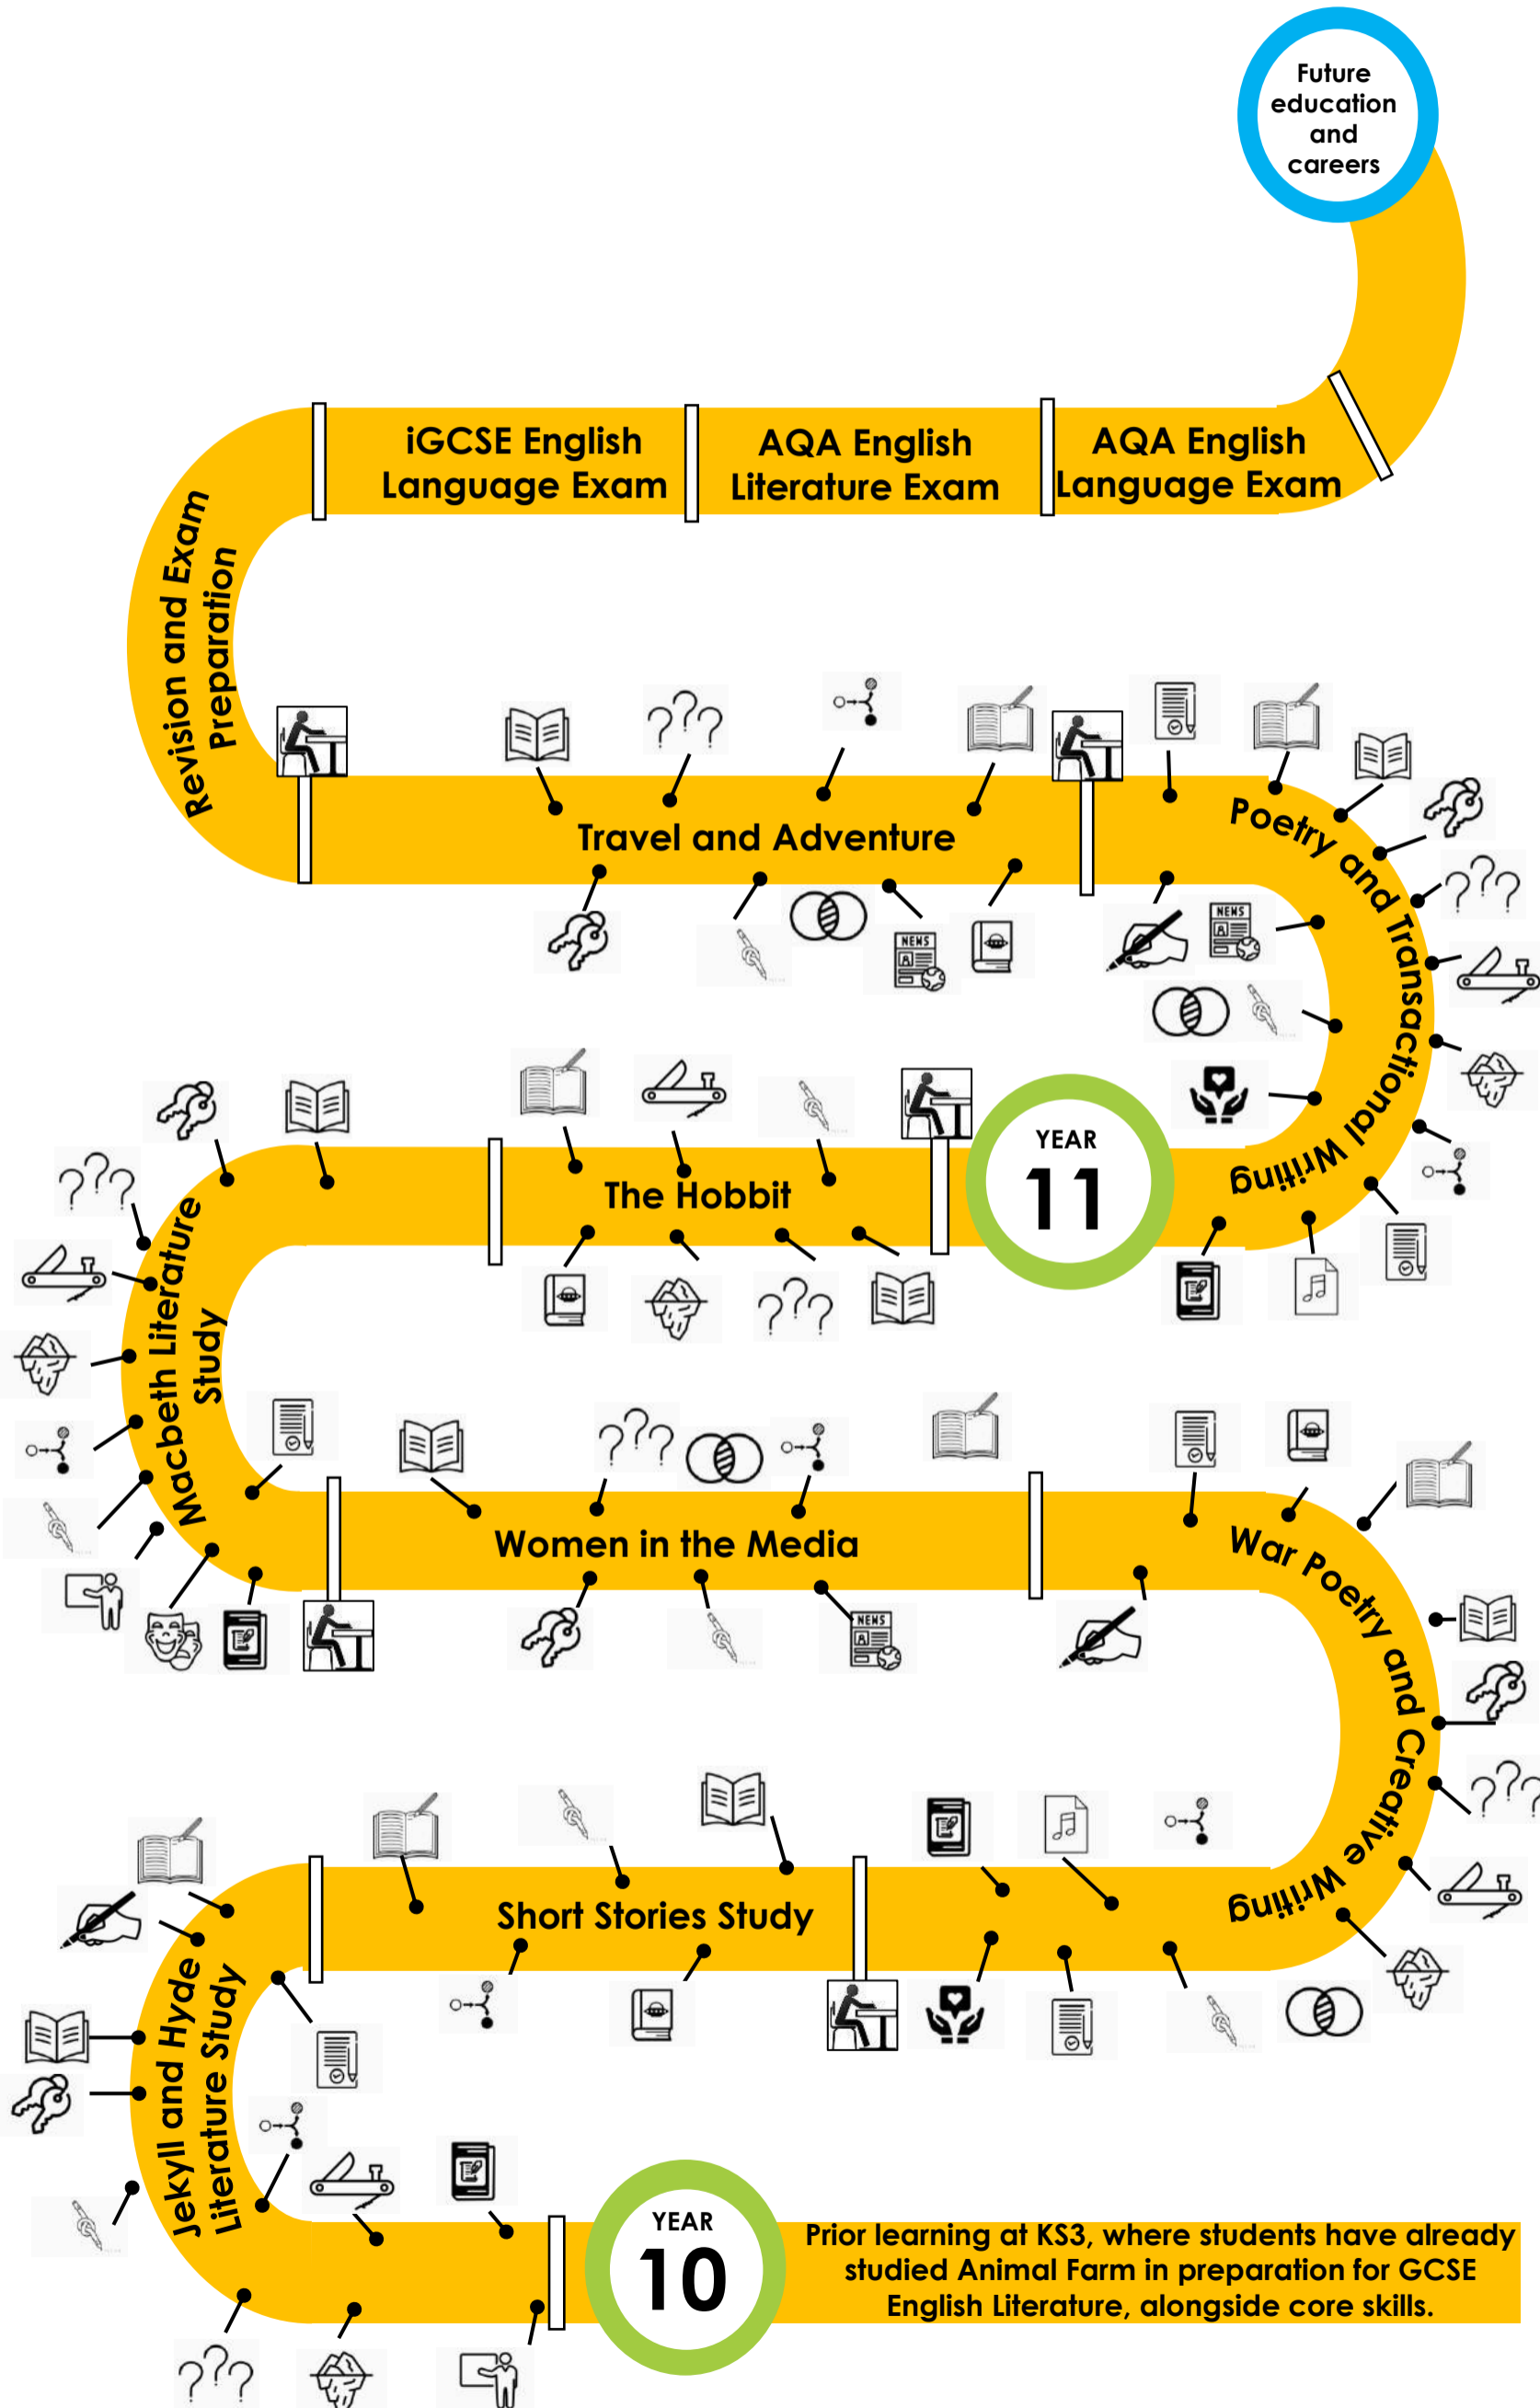 Future
education
and
careers
iGCSE English
Language Exam
AQA English
Literature Exam
AQA English
Language Exam
Revision and Exam
Preparation
Travel and Adventure
Poetry and Transactional Writing
NEWS
NEWS
YEAR
11
The Hobbit
Macbeth Literature
Study
Women in the Media
NEWS
War Poetry and Creative Writing
Short Stories Study
Jekyll and Hyde
Literature Study
YEAR
10
Prior learning at KS3, where students have already
studied Animal Farm in preparation for GCSE
English Literature, alongside core skills.